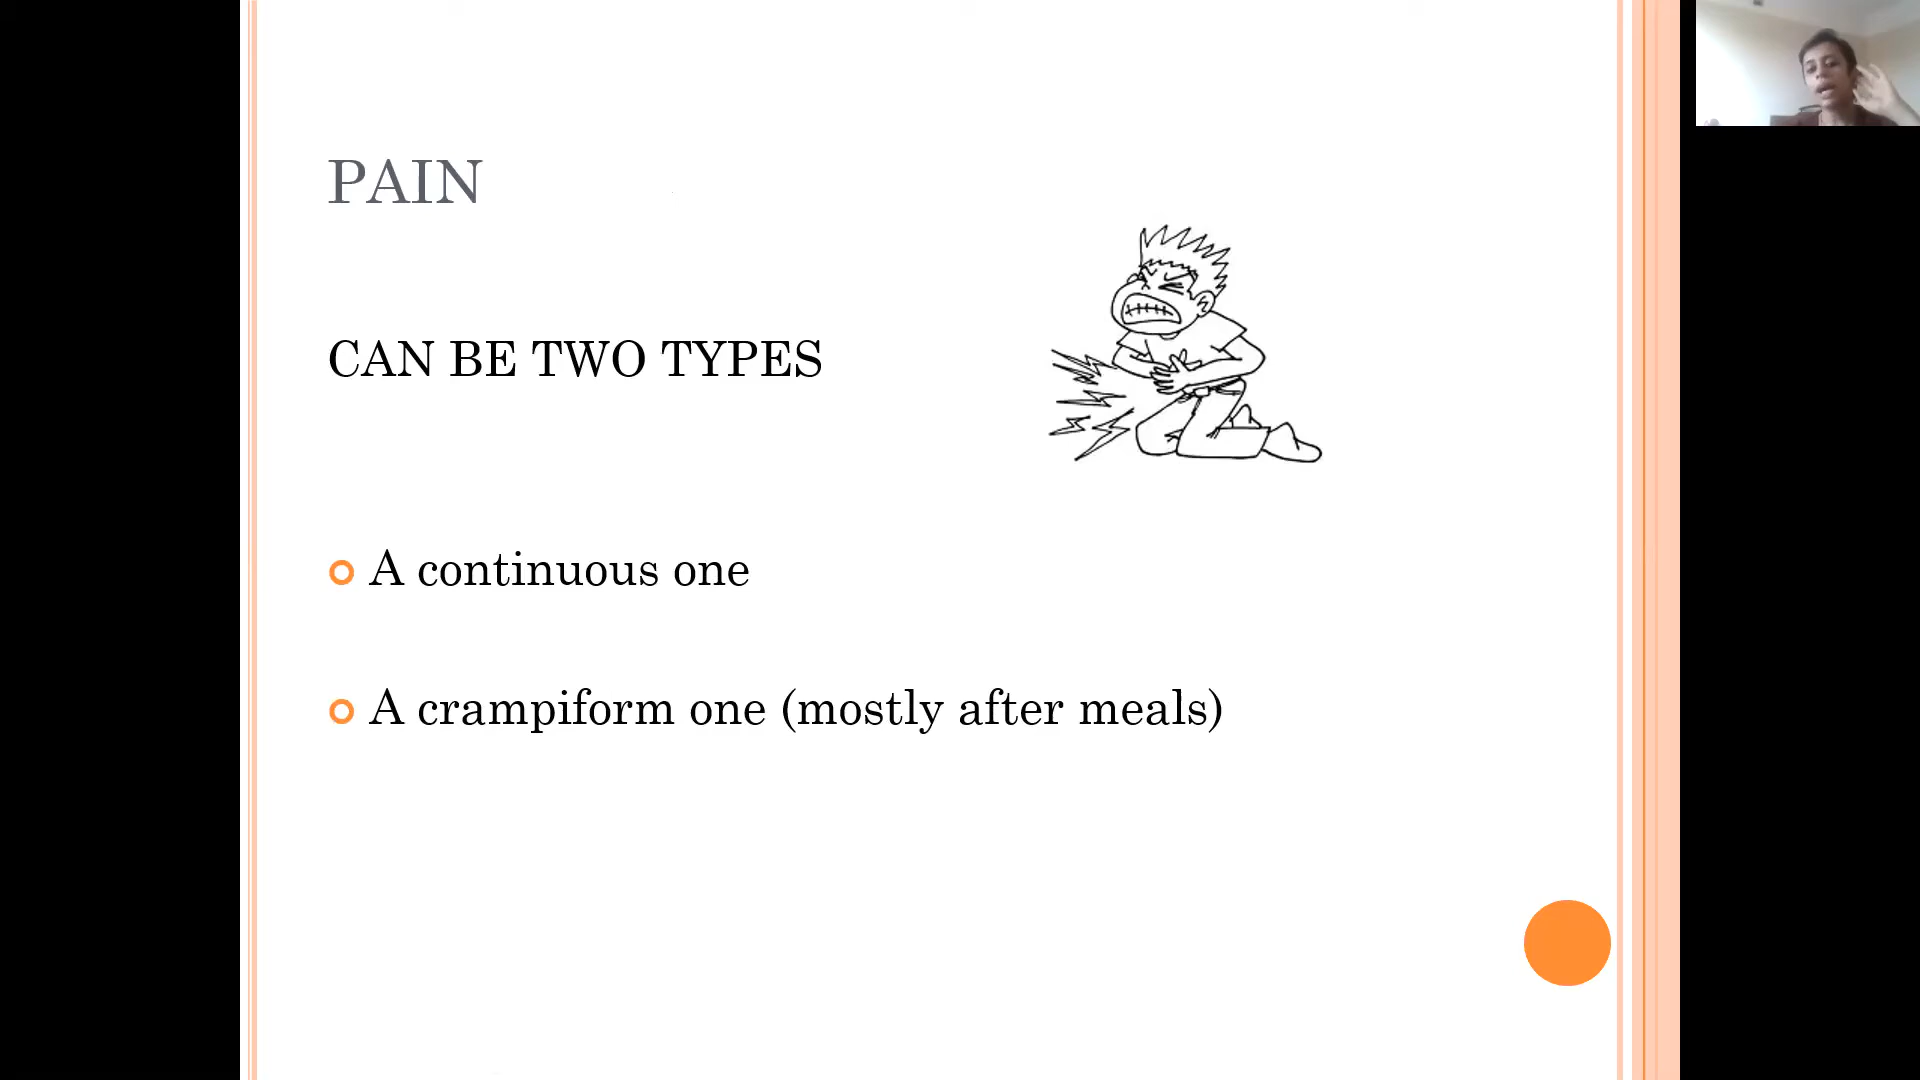 PAIN
CAN BE TWO TYPES
A continuous one
A crampiform one (mostly after meals)